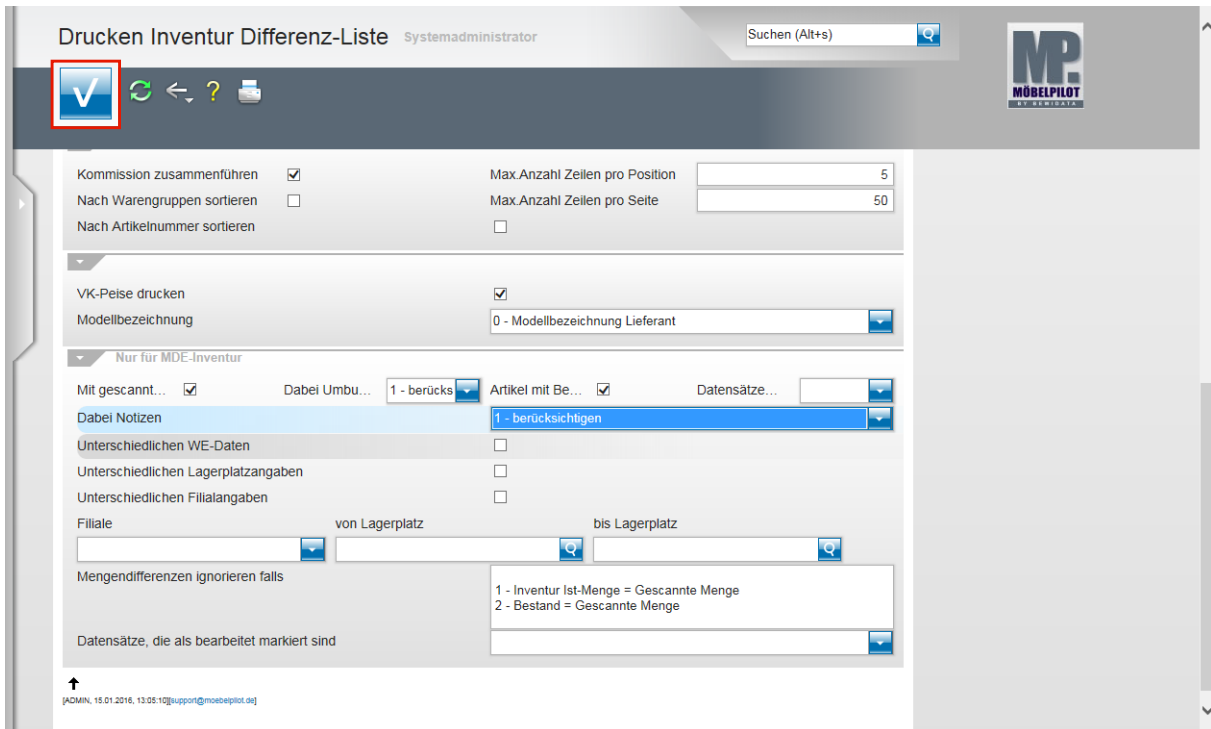 Drucken Inventur Differenz-Liste Systemadministrator
Suchen (Alt+s)
MP.
MÖBELPILOT
BY BEWIDATA
Kommission zusammenführen Max.Anzahl Zeilen pro Position 5
Nach Warengruppen sortieren Max.Anzahl Zeilen pro Seite 50
Nach Artikelnummer sortieren
VK-Peise drucken
Modellbezeichnung 0 - Modellbezeichnung Lieferant
Nur für MDE-Inventur
Mit gescannt... Dabei Umbu... 1 - berücks Artikel mit Be... Datensätze...
Dabei Notizen 1 - berücksichtigen
Unterschiedlichen WE-Daten
Unterschiedlichen Lagerplatzangaben
Unterschiedlichen Filialangaben
Filiale von Lagerplatz bis Lagerplatz
Mengendifferenzen ignorieren falls
1 - Inventur Ist-Menge = Gescannte Menge
2 - Bestand = Gescannte Menge
Datensätze, die als bearbeitet markiert sind
[ADMIN, 15.01.2016, 13:05:10][support@moebelpilot.de]